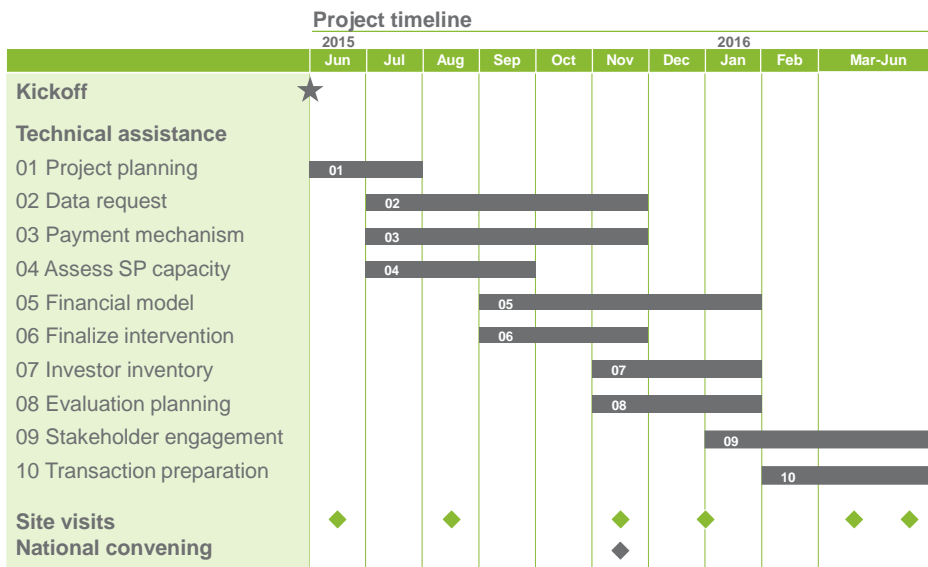 Project timeline
2015 2016
Jun Jul Aug Sep Oct Nov Dec Jan Feb Mar-Jun
Kickoff
Technical assistance
01 Project planning 01
02 Data request 02
03 Payment mechanism 03
04 Assess SP capacity 04
05 Financial model 05
06 Finalize intervention 06
07 Investor inventory 07
08 Evaluation planning 08
09 Stakeholder engagement 09
10 Transaction preparation 10
Site visits
National convening